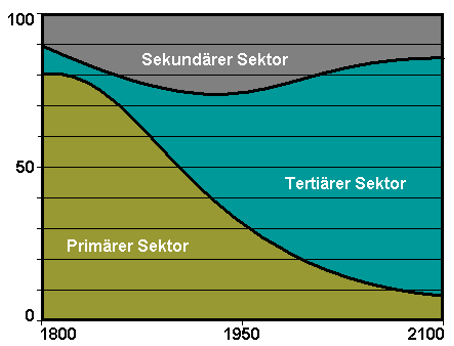 100
Sekundärer Sektor
50
Tertiärer Sektor
Primärer Sektor
0
1800 1950 2100